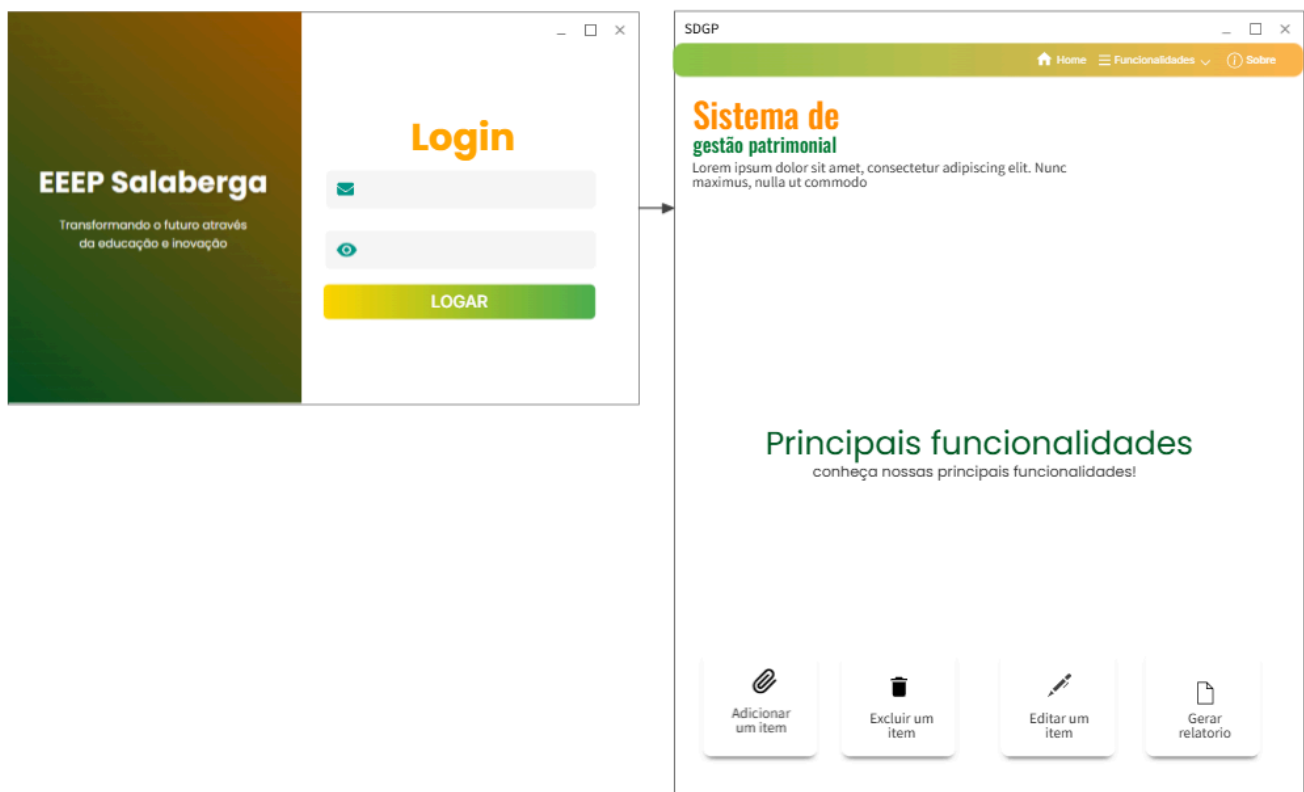 EEEP Salaberga
Transformando o futuro através
da educação e inovação
Login
LOGAR
SDGP
Home
Funcionalidades
Sobre
Sistema de
gestão patrimonial
Lorem ipsum dolor sit amet, consectetur adipiscing elit. Nunc
maximus, nulla ut commodo
Principais funcionalidades
conheça nossas principais funcionalidades!
Adicionar
um item
Excluir um
item
Editar um
item
Gerar
relatorio